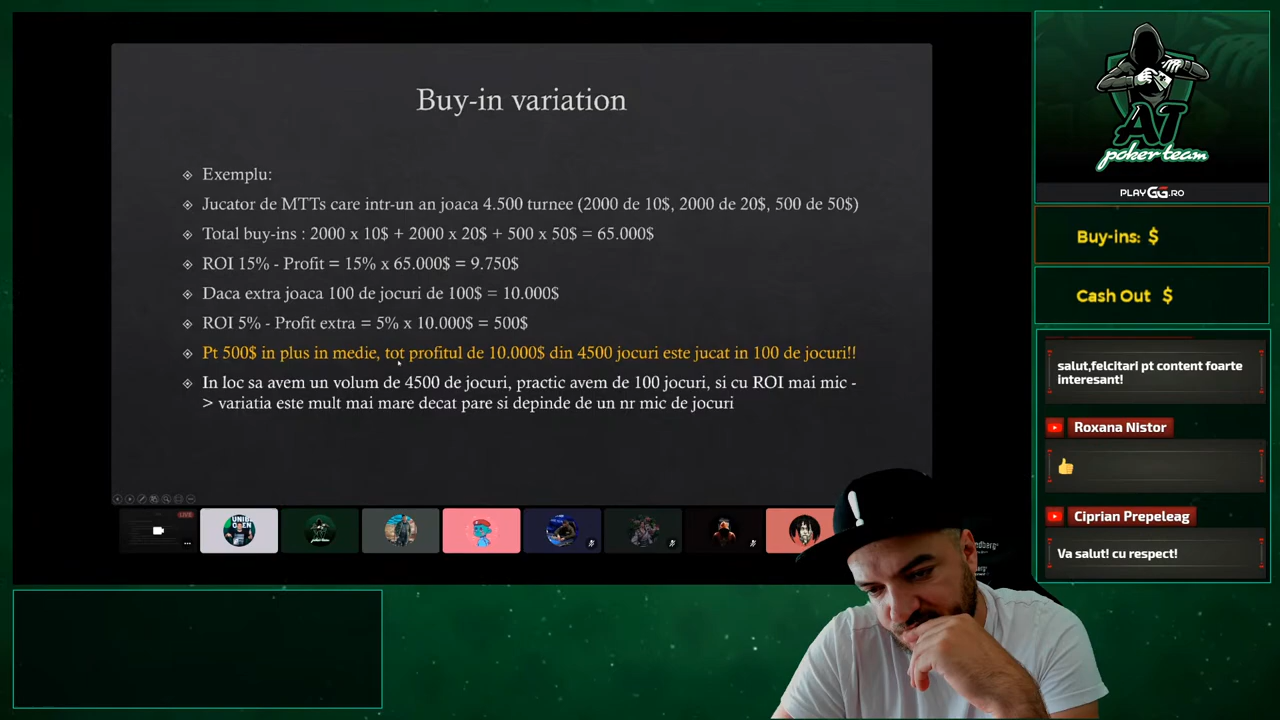 Buy-in variation
Exemplu:
Jucator de MTTs care intr-un an joaca 4.500 turnee (2000 de 10$, 2000 de 20$, 500 de 50$)
Total buy-ins : 2000 x 10$ + 2000 x 20$ + 500 x 50$ = 65.000$
ROI 15% - Profit = 15% x 65.000$ = 9.750$
Daca extra joaca 100 de jocuri de 100$ = 10.000$
ROI 5% - Profit extra = 5% x 10.000$ = 500$
Pt 500$ in plus in medie, tot profitul de 10.000$ din 4500 jocuri este jucat in 100 de jocuri!!
In loc sa avem un volum de 4500 de jocuri, practic avem de 100 jocuri, si cu ROI mai mic -
> variatia este mult mai mare decat pare si depinde de un nr mic de jocuri
LIVE
UNIBET
OPEN
poker team
AT
poker team
PLAYGG.RO
Buy-ins: $
Cash Out $
salut,felcitari pt content foarte
interesant!
Roxana Nistor
Ciprian Prepeleag
Va salut! cu respect!